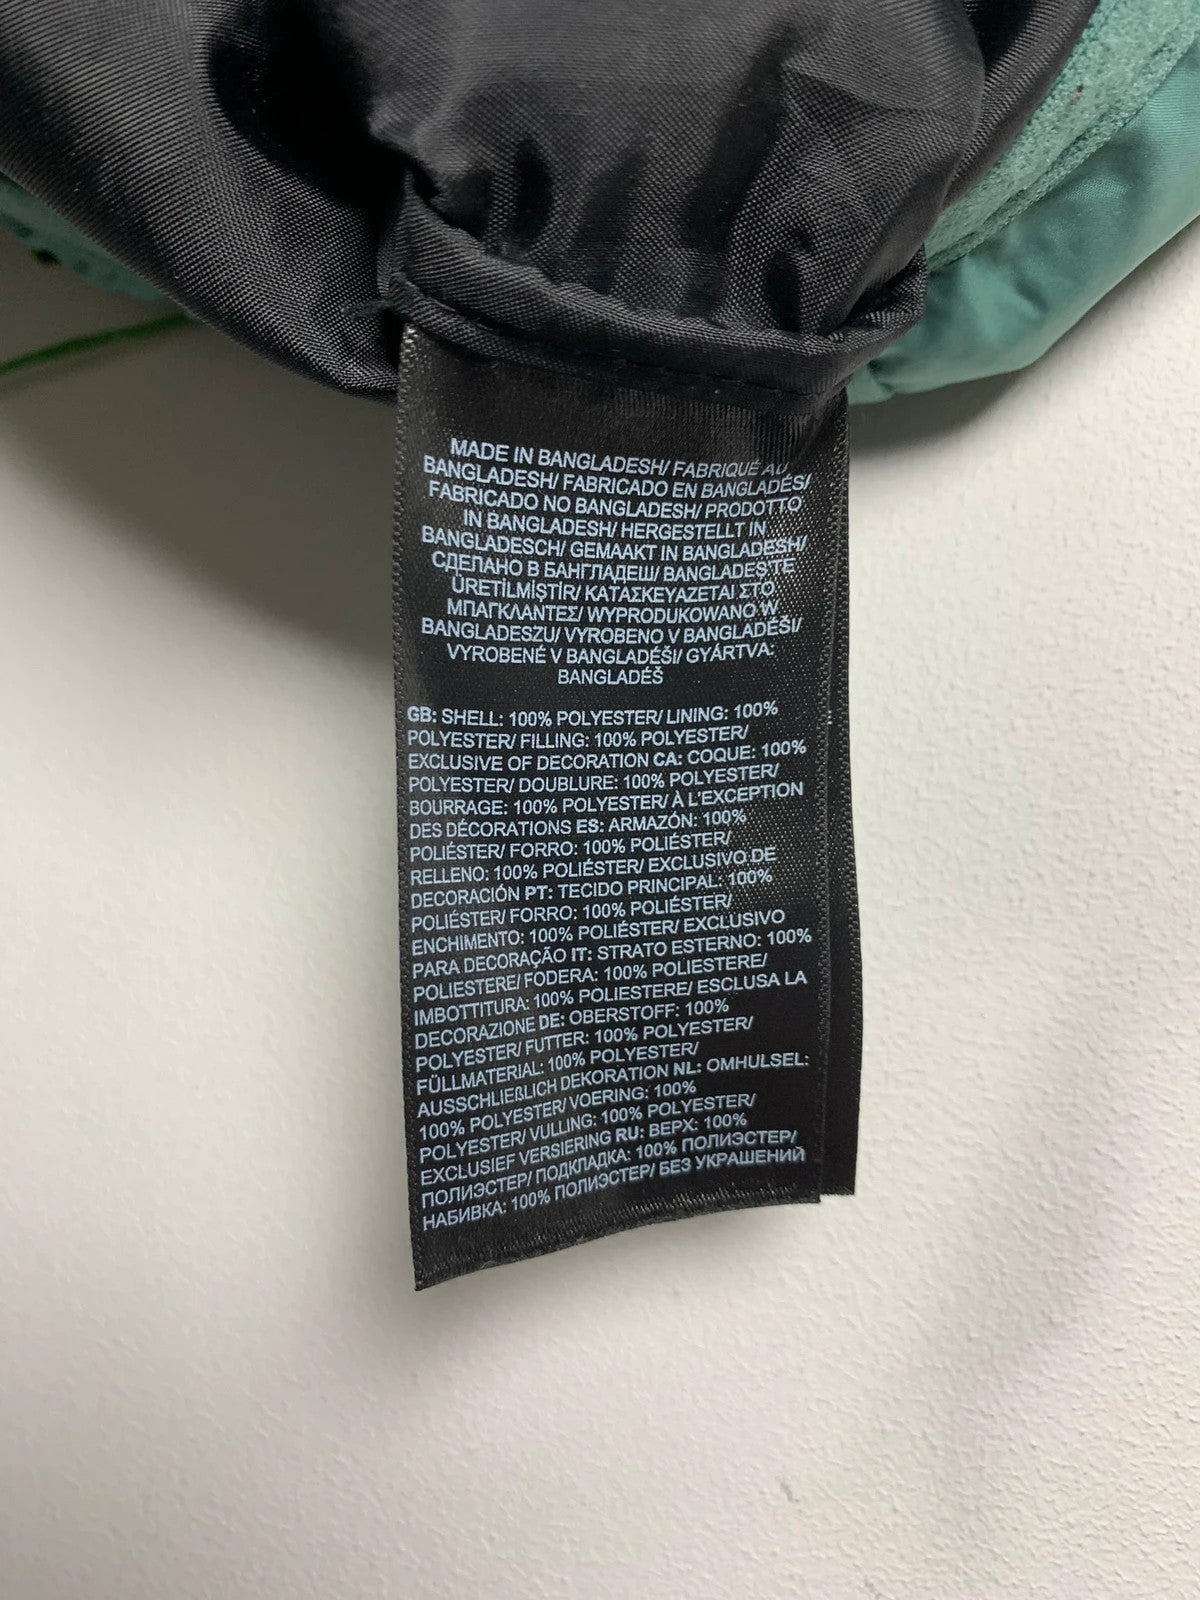 MADE IN BANGLADESH/ FABRIQUÉ AU
BANGLADESH/ FABRICADO EN BANGLADÉS/
FABRICADO NO BANGLADESH/ PRODOTTO
IN BANGLADESH/ HERGESTELLT IN
BANGLADESCH/ GEMAAKT IN BANGLADESH/
СДЕЛАНО В БАНГЛАДЕШ/ BANGLADEŞ'TE
ÜRETİLMİŞTİR/ ΚΑΤΑΣΚΕΥΑΖΕΤΑΙ ΣΤΟ
ΜΠΑΓΚΛΑΝΤΕΣ/ WYPRODUKOWANO W
BANGLADESZU/ VYROBENO V BANGLADÉŠI/
VYROBENÉ V BANGLADÉŠI/ GYÁRTVA:
BANGLADÉŠ
GB: SHELL: 100% POLYESTER/ LINING: 100%
POLYESTER/ FILLING: 100% POLYESTER/
EXCLUSIVE OF DECORATION CA: COQUE: 100%
POLYESTER/ DOUBLURE: 100% POLYESTER/
BOURRAGE: 100% POLYESTER/ À L'EXCEPTION
DES DÉCORATIONS ES: ARMAZÓN: 100%
POLIÉSTER/ FORRO: 100% POLIÉSTER/
RELLENO: 100% POLIÉSTER/ EXCLUSIVO DE
DECORACIÓN PT: TECIDO PRINCIPAL: 100%
POLIÉSTER/ FORRO: 100% POLIÉSTER/
ENCHIMENTO: 100% POLIÉSTER/ EXCLUSIVO
PARA DECORAÇÃO IT: STRATO ESTERNO: 100%
POLIESTERE/ FODERA: 100% POLIESTERE/
IMBOTTITURA: 100% POLIESTERE/ ESCLUSA LA
DECORAZIONE DE: OBERSTOFF: 100%
POLYESTER/ FUTTER: 100% POLYESTER/
FÜLLMATERIAL: 100% POLYESTER/
AUSSCHLIEßLICH DEKORATION NL: OMHULSEL:
100% POLYESTER/ VOERING: 100%
POLYESTER/ VULLING: 100% POLYESTER/
EXCLUSIEF VERSIERING RU: ВЕРХ: 100%
ПОЛИЭСТЕР/ ПОДКЛАДКА: 100% ПОЛИЭСТЕР/
НАБИВКА: 100% ПОЛИЭСТЕР/ БЕЗ УКРАШЕНИЙ